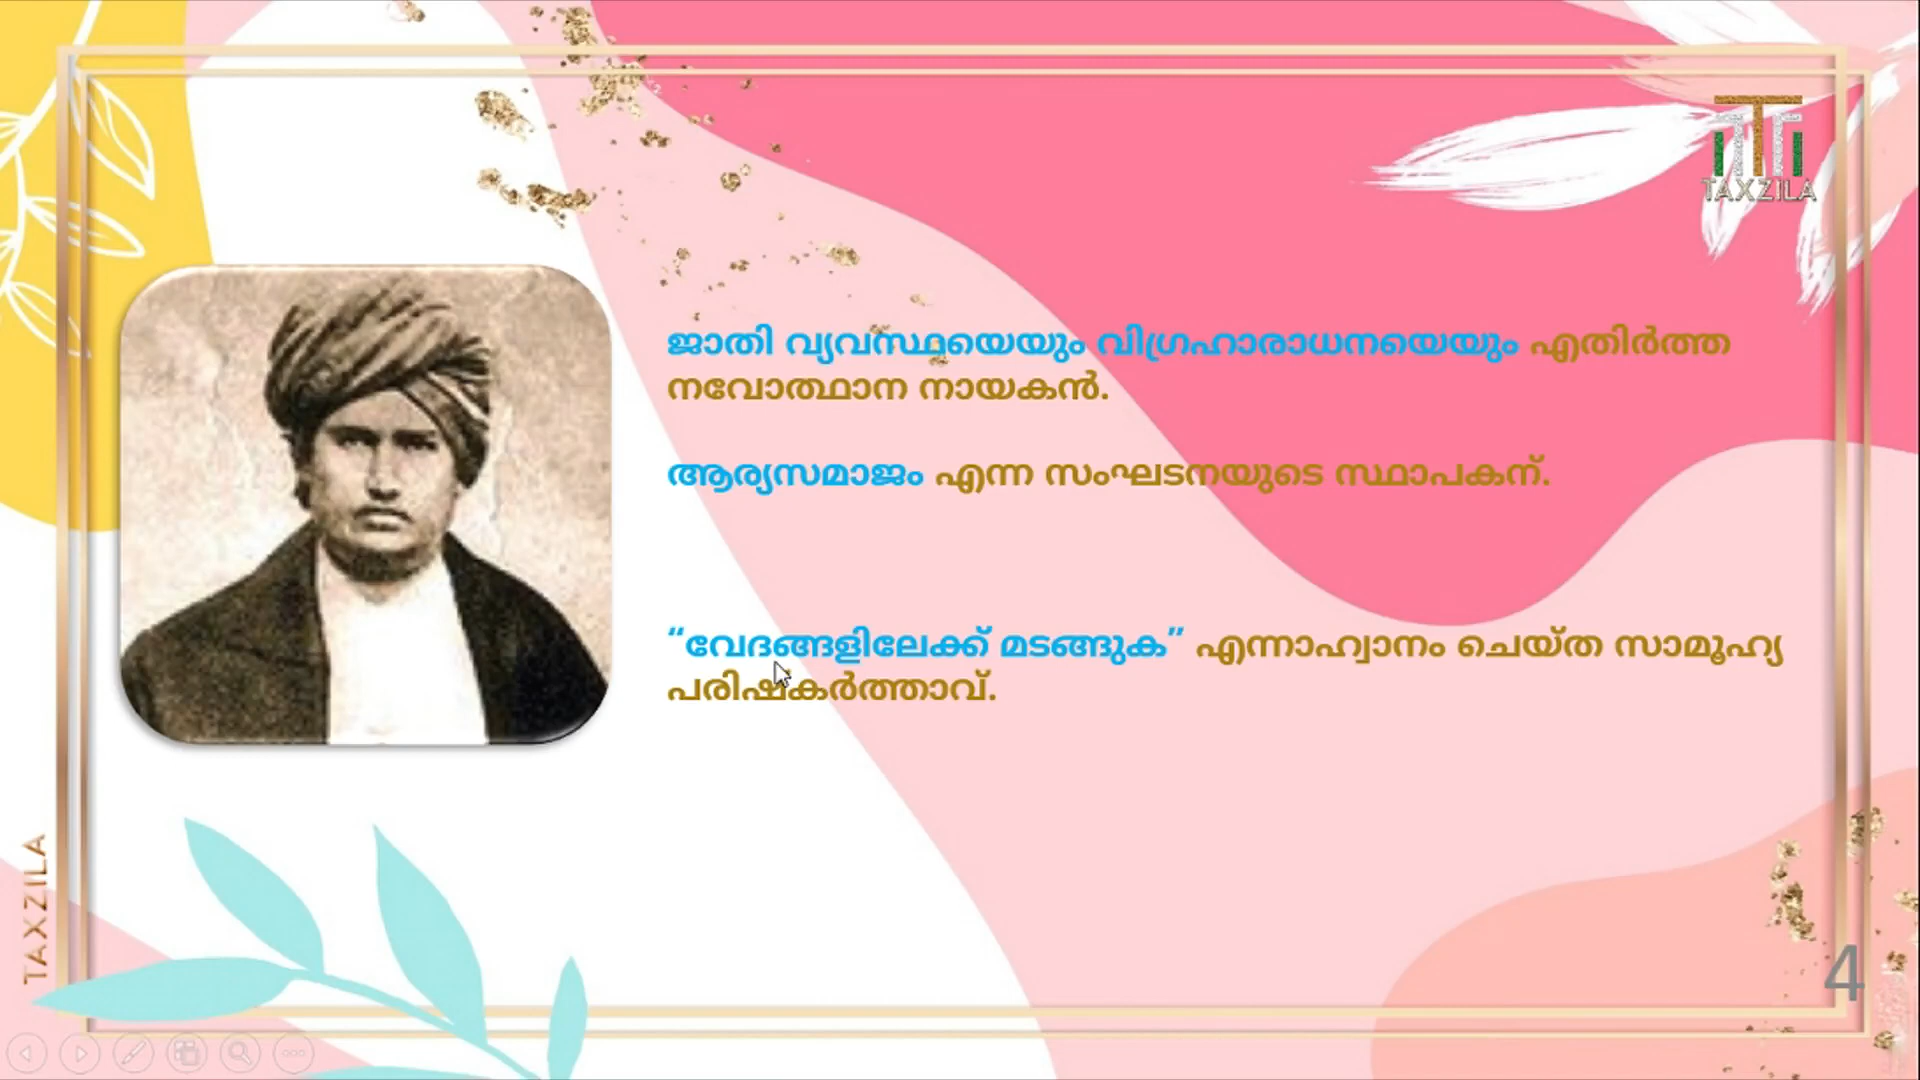 TAXZILA
ജാതി വ്യവസ്ഥയെയും വിഗ്രഹാരാധനയെയും എതിർത്ത
നവോത്ഥാന നായകൻ.
ആര്യസമാജം എന്ന സംഘടനയുടെ സ്ഥാപകന്.
“വേദങ്ങളിലേക്ക് മടങ്ങുക” എന്നാഹ്വാനം ചെയ്ത സാമൂഹ്യ
പരിഷ്കർത്താവ്.
TAXZILA
4